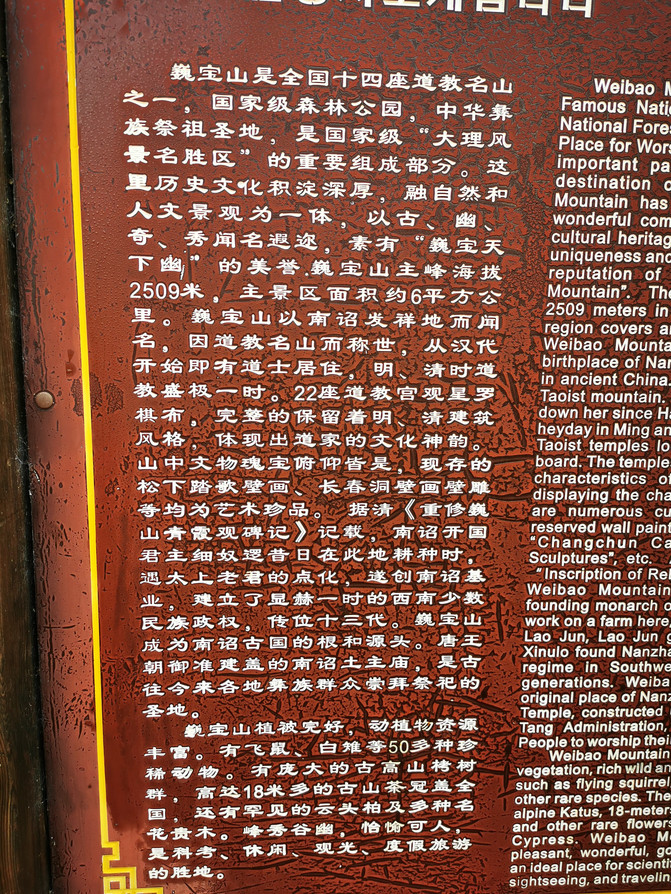 巍宝山是全国十四座道教名山
之一，国家级森林公园，中华彝
族祭祖圣地，是国家级“大理风
景名胜区”的重要组成部分。这
里历史文化积淀深厚，融自然和
人文景观为一体，以古、幽、
奇、秀闻名遐迩，素有“巍宝天
下幽”的美誉.巍宝山主峰海拔
2509米，主景区面积约6平方公
里。巍宝山以南诏发祥地而闻
名，因道教名山而称世，从汉代
开始即有道士居住，明、清时道
教盛极一时。22座道教宫观星罗
棋布，完整的保留着明、清建筑
风格，体现出道家的文化神韵。
山中文物瑰宝俯仰皆是，现存的
松下踏歌壁画、长春洞壁画壁雕
等均为艺术珍品。据清《重修巍
山青霞观碑记》记载，南诏开国
君主细奴逻昔日在此地耕种时，
遇太上老君的点化，遂创南诏基
业，建立了显赫一时的西南少数
民族政权，传位十三代。巍宝山
成为南诏古国的根和源头。唐王
朝御准建盖的南诏土主庙，是古
往今来各地彝族群众崇拜祭祀的
圣地。
巍宝山植被完好，动植物资源
丰富。有飞鼠、白雉等50多种珍
稀动物。有庞大的古高山栲树
群，高达18米多的古山茶冠盖全
国，还有罕见的云头柏及多种名
花贵木。峰秀谷幽，怡愉可人，
是科考、休闲、观光、度假旅游
的胜地。
Weibao M
Famous Natio
National Fores
Place for Wors
important pa
destination o
Mountain has
wonderful com
cultural heritag
uniqueness and
reputation of
Mountain". The
2509 meters in
region covers a
Weibao Mounta
birthplace of Nan
in ancient China.
Taoist mountain.
down her since Ha
heyday in Ming an
Taoist temples lo
board. The temple
characteristics of
displaying the cha
are numerous cu
reserved wall pain
"Changchun Ca
Sculptures", etc.
"Inscription of Re
Weibao Mountain
founding monarch o
work on a farm here,
Lao Jun, Lao Jun
Xinulo found Nanzha
regime in Southwe
generations. Weiba
original place of Nan
Temple, constructed
Tang Administration,
People to worship thei
Weibao Mountain
vegetation, rich wild an
such as flying squirrel
other rare species. The
alpine Katus, 18-meter
and other rare flowers
Cypress. Weibao Mo
pleasant, wonderful, go
an ideal place for scientif
sightseeing, and traveling